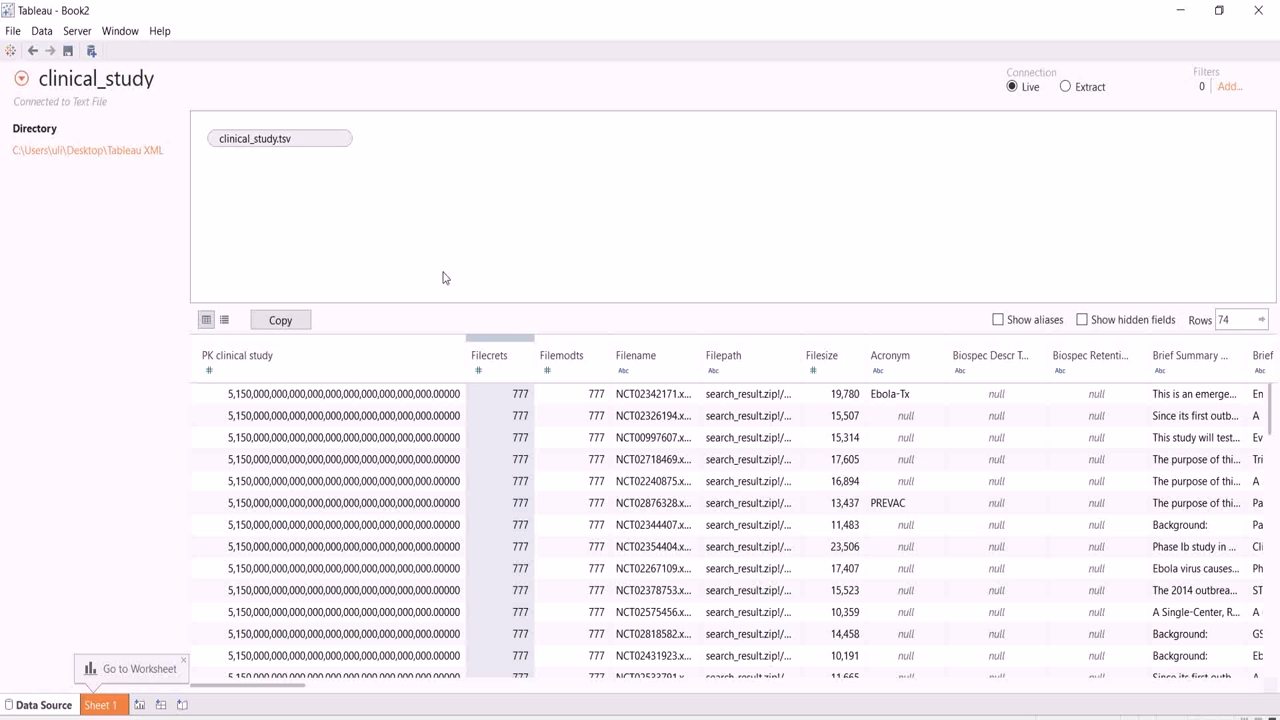 Tableau - Book2
File Data Server Window Help
clinical_study
Connected to Text File
Connection
Live Extract
Filters
0 Add...
Directory
C:\Users\uli\Desktop\Tableau XML
clinical_study.tsv
Copy Show aliases Show hidden fields Rows 74
PK clinical study Filecrets Filemodts Filename Filepath Filesize Acronym Biospec Descr T... Biospec Retenti... Brief Summary ... Brief
# # # Abc Abc # Abc Abc Abc Abc Abc
5,150,000,000,000,000,000,000,000,000,000.00000 777 777 NCT02342171.x... search_result.zip!/... 19,780 Ebola-Tx null null This is an emerge... En
5,150,000,000,000,000,000,000,000,000,000.00000 777 777 NCT02326194.x... search_result.zip!/... 15,507 null null null Since its first outb... A
5,150,000,000,000,000,000,000,000,000,000.00000 777 777 NCT00997607.x... search_result.zip!/... 15,314 null null null This study will test... Ev
5,150,000,000,000,000,000,000,000,000,000.00000 777 777 NCT02718469.x... search_result.zip!/... 17,605 null null null The purpose of thi... Tri
5,150,000,000,000,000,000,000,000,000,000.00000 777 777 NCT02240875.x... search_result.zip!/... 16,894 null null null The purpose of thi... A
5,150,000,000,000,000,000,000,000,000,000.00000 777 777 NCT02876328.x... search_result.zip!/... 13,437 PREVAC null null The purpose of thi... Pa
5,150,000,000,000,000,000,000,000,000,000.00000 777 777 NCT02344407.x... search_result.zip!/... 11,483 null null null Background: Pa
5,150,000,000,000,000,000,000,000,000,000.00000 777 777 NCT02354404.x... search_result.zip!/... 23,506 null null null Phase Ib study in ... Cli
5,150,000,000,000,000,000,000,000,000,000.00000 777 777 NCT02267109.x... search_result.zip!/... 17,407 null null null Ebola virus causes... Ph
5,150,000,000,000,000,000,000,000,000,000.00000 777 777 NCT02378753.x... search_result.zip!/... 15,523 null null null The 2014 outbrea... ST
5,150,000,000,000,000,000,000,000,000,000.00000 777 777 NCT02575456.x... search_result.zip!/... 10,359 null null null A Single-Center, R... A
5,150,000,000,000,000,000,000,000,000,000.00000 777 777 NCT02818582.x... search_result.zip!/... 14,458 null null null Background: GS
5,150,000,000,000,000,000,000,000,000,000.00000 777 777 NCT02431923.x... search_result.zip!/... 10,191 null null null Background: Eb
Go to Worksheet
Data Source Sheet 1